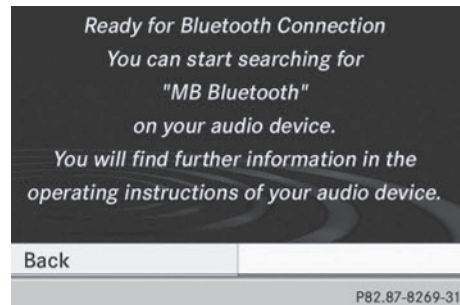 Ready for Bluetooth Connection
You can start searching for
"MB Bluetooth"
on your audio device.
You will find further information in the
operating instructions of your audio device.
Back
P82.87-8269-31